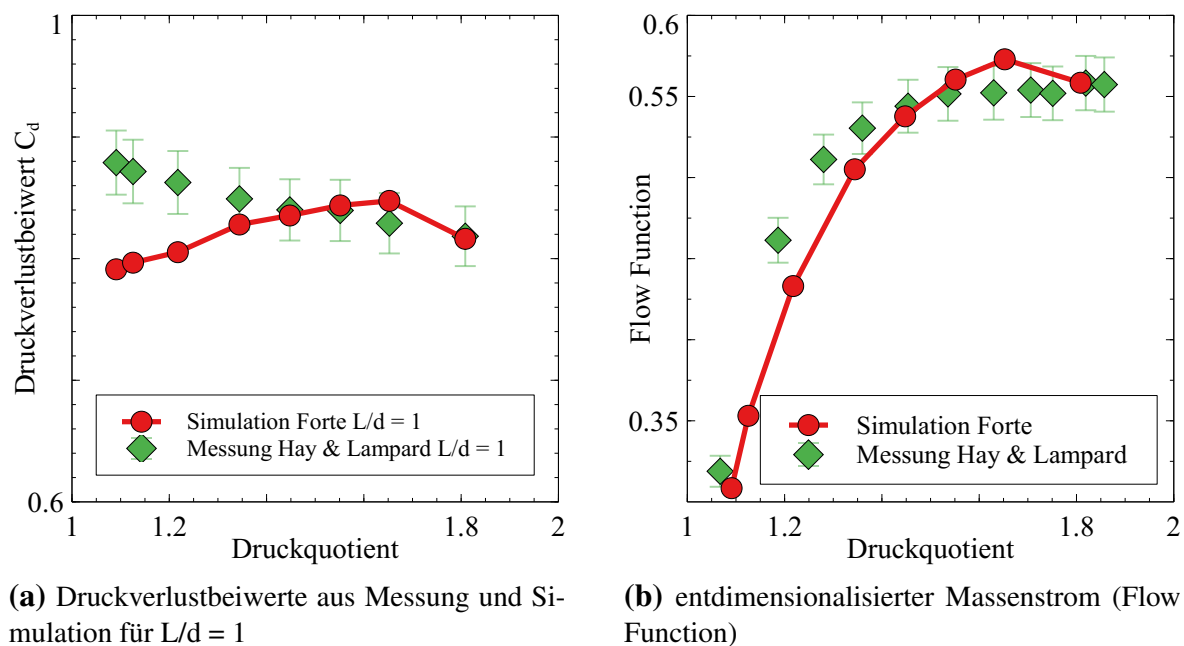 1
0.6
Druckverlustbeiwert C_d
Simulation Forte L/d = 1
Messung Hay & Lampard L/d = 1
1 1.2 1.8 2
Druckquotient
(a) Druckverlustbeiwerte aus Messung und Si-
mulation für L/d = 1
0.6
0.55
0.35
Flow Function
Simulation Forte
Messung Hay & Lampard
1 1.2 1.8 2
Druckquotient
(b) entdimensionalisierter Massenstrom (Flow
Function)